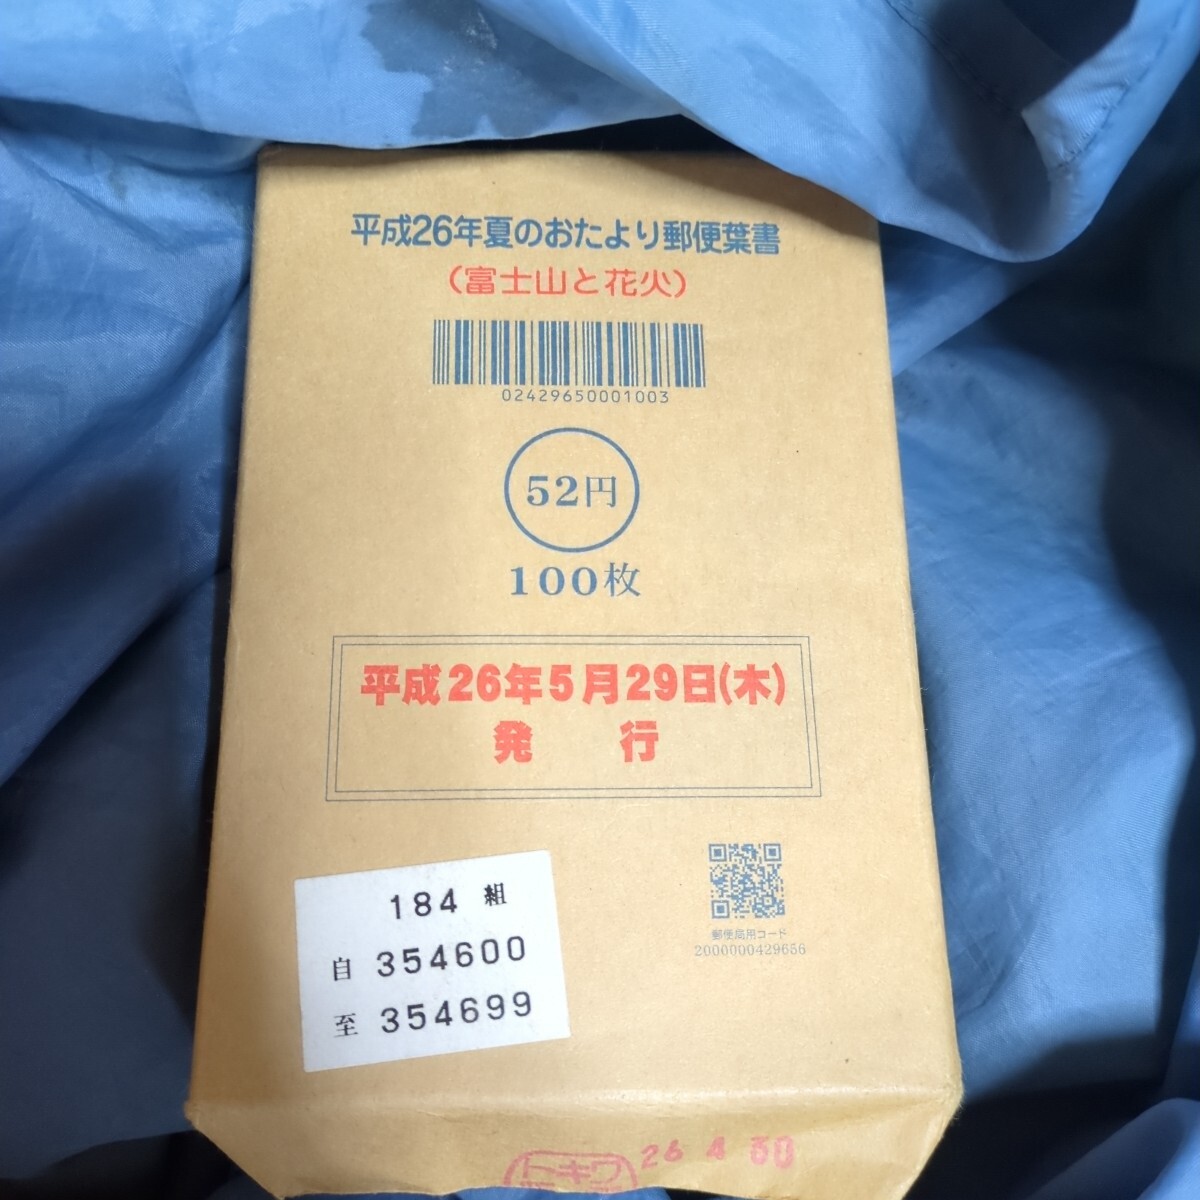 平成26年夏のおたより郵便葉書
(富士山と花火)
02429650001003
52円
100枚
平成26年5月29日(木)
発 行
郵便局用コード
2000000429656
184 組
自 354600
至 354699
26 4 30
トキワ